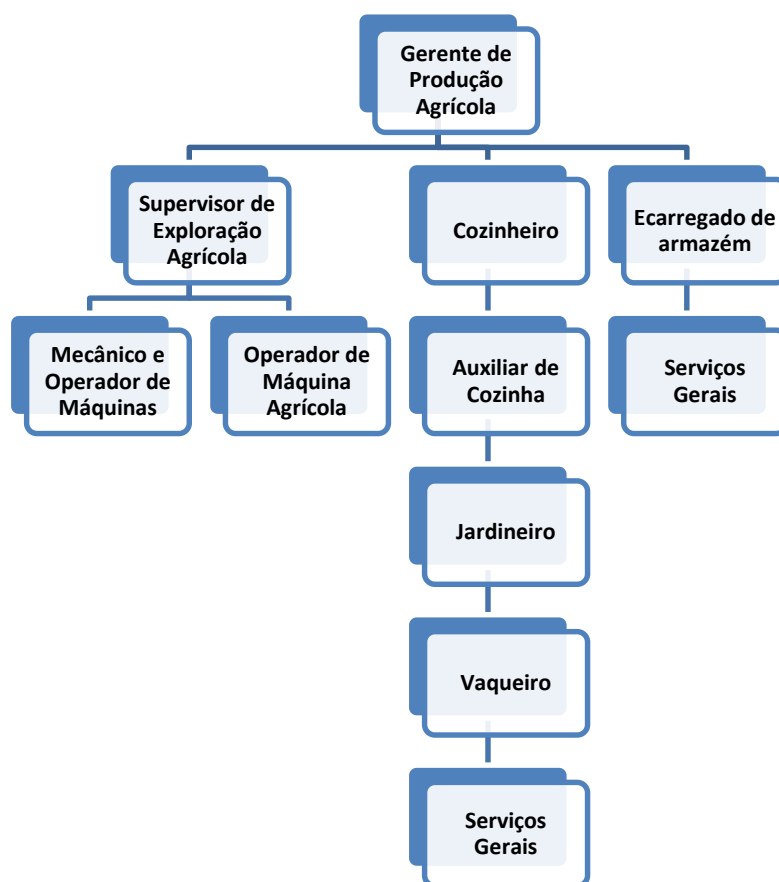 Gerente de
Produção
Agrícola
Supervisor de
Exploração
Agrícola
Cozinheiro
Ecarregado de
armazém
Mecânico e
Operador de
Máquinas
Operador de
Máquina
Agrícola
Auxiliar de
Cozinha
Serviços
Gerais
Jardineiro
Vaqueiro
Serviços
Gerais